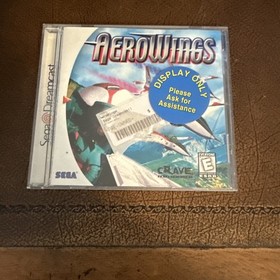 AEROWINGS
DISPLAY ONLY
Please
Ask for
Assistance
Sega Dreamcast
SEGA
CRAVE
E